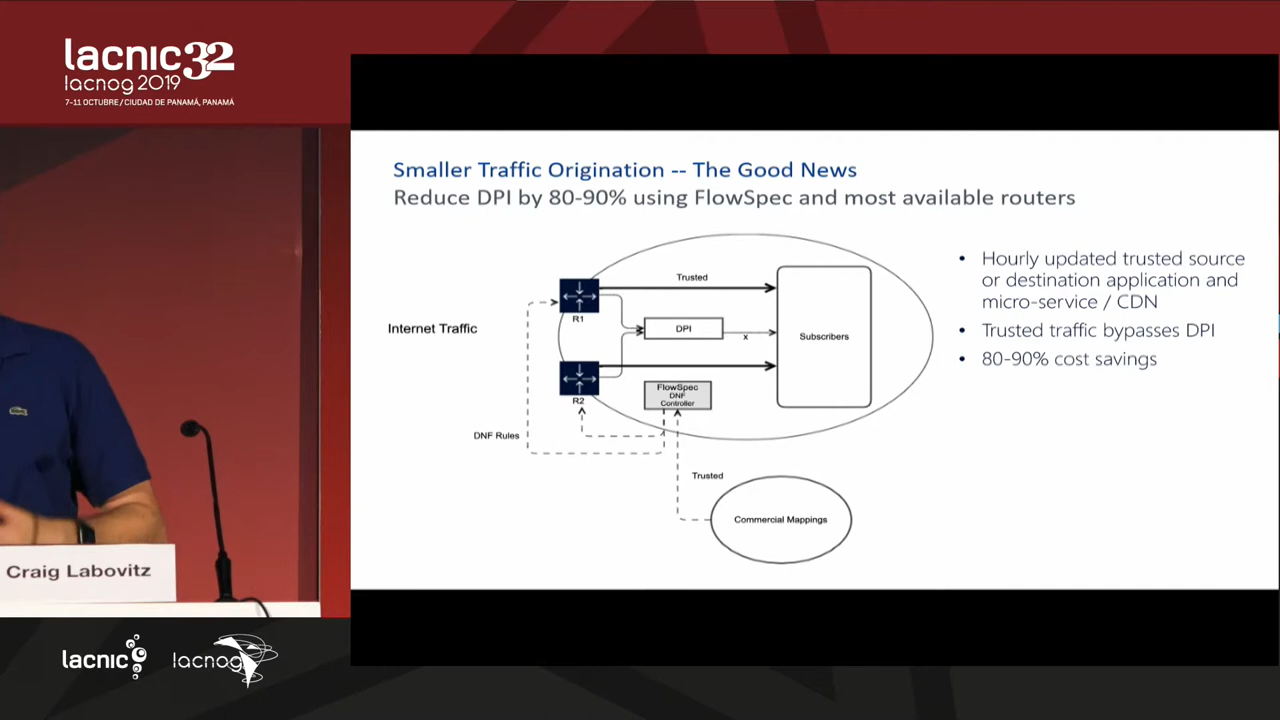 lacnic32
lacnog 2019
7-11 OCTUBRE / CIUDAD DE PANAMÁ, PANAMÁ
Smaller Traffic Origination -- The Good News
Reduce DPI by 80-90% using FlowSpec and most available routers
Internet Traffic
R1
Trusted
DPI
x
Subscribers
R2
FlowSpec
DNF
Controller
DNF Rules
Trusted
Commercial Mappings
• Hourly updated trusted source
or destination application and
micro-service / CDN
• Trusted traffic bypasses DPI
• 80-90% cost savings
Craig Labovitz
lacnic
lacnog